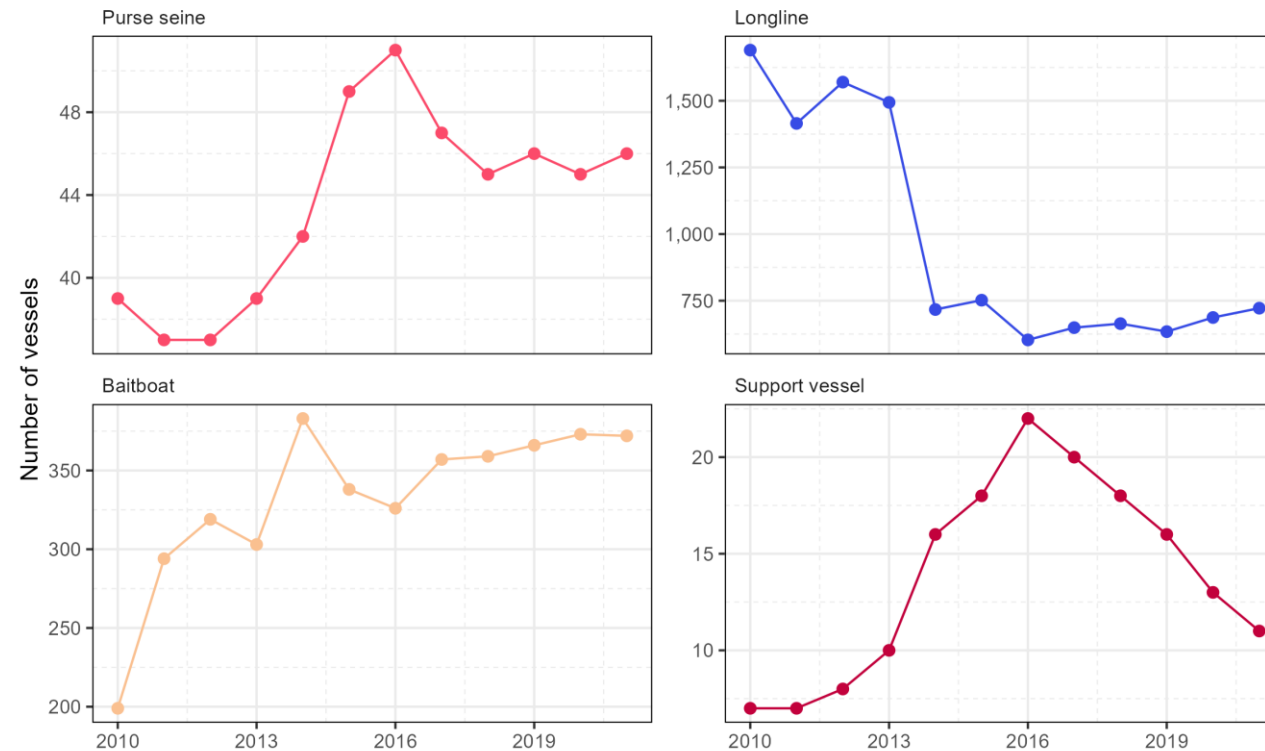 Purse seine
Longline
48
44
40
1,500
1,250
1,000
750
Number of vessels
Baitboat
Support vessel
350
300
250
200
20
15
10
2010 2013 2016 2019
2010 2013 2016 2019